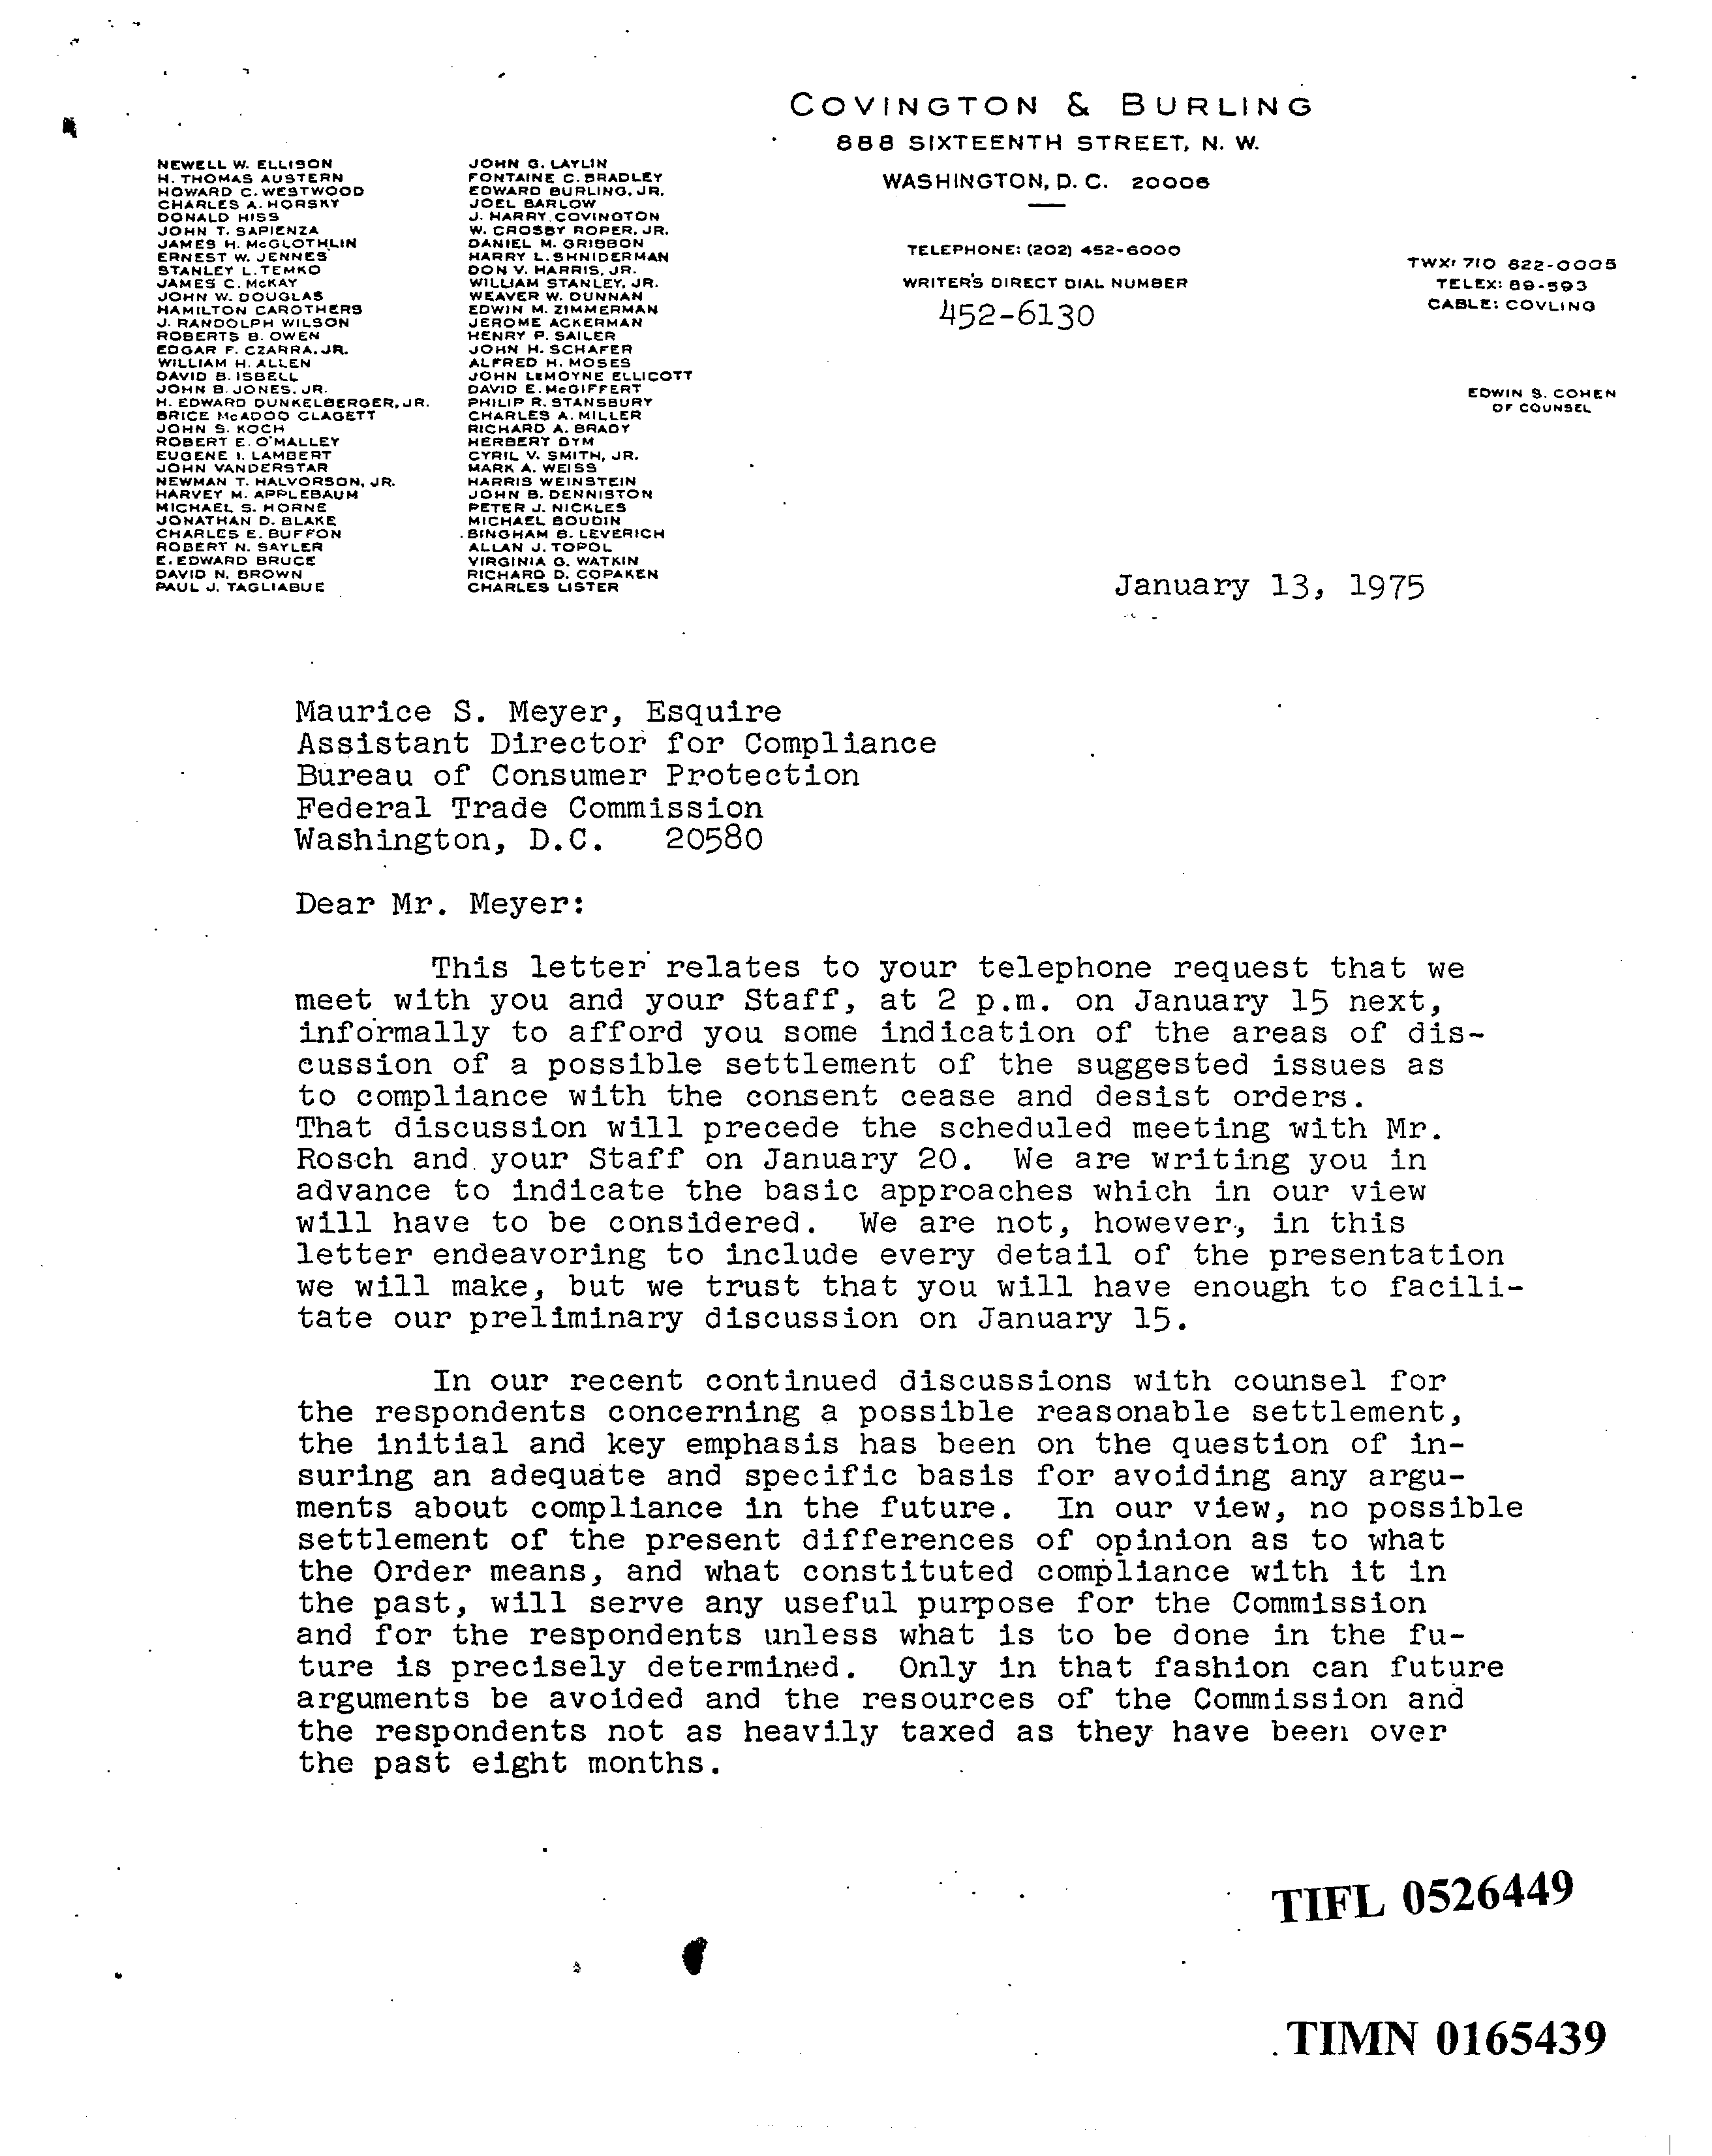 COVINGTON & BURLING
888 SIXTEENTH STREET, N. W.
WASHINGTON, D. C. 20006
NEWELL W. ELLISON
H. THOMAS AUSTERN
HOWARD C. WESTWOOD
CHARLES A. HORSKY
DONALD HISS
JOHN T. SAPIENZA
JAMES H. McGLOTHLIN
ERNEST W. JENNES
STANLEY L. TEMKO
JAMES C. McKAY
JOHN W. DOUGLAS
HAMILTON CAROTHERS
J. RANDOLPH WILSON
ROBERTS B. OWEN
EDGAR F. CZARRA, JR.
WILLIAM H. ALLEN
DAVID B. ISBELL
JOHN B. JONES, JR.
H. EDWARD DUNKELBERGER, JR.
BRICE McADOO CLAGETT
JOHN S. KOCH
ROBERT E. O'MALLEY
EUGENE I. LAMBERT
JOHN VANDERSTAR
NEWMAN T. HALVORSON, JR.
HARVEY M. APPLEBAUM
MICHAEL S. HORNE
JONATHAN D. BLAKE
CHARLES E. BUFFON
ROBERT N. SAYLER
E. EDWARD BRUCE
DAVID N. BROWN
PAUL J. TAGLIABUE
JOHN G. LAYLIN
FONTAINE C. BRADLEY
EDWARD BURLING, JR.
JOEL BARLOW
J. HARRY COVINGTON
W. CROSBY ROPER, JR.
DANIEL M. GRIBBON
HARRY L. SHNIDERMAN
DON V. HARRIS, JR.
WILLIAM STANLEY, JR.
WEAVER W. DUNNAN
EDWIN M. ZIMMERMAN
JEROME ACKERMAN
HENRY P. SAILER
JOHN H. SCHAFER
ALFRED H. MOSES
JOHN LeMOYNE ELLICOTT
DAVID E. McGIFFERT
PHILIP R. STANSBURY
CHARLES A. MILLER
RICHARD A. BRADY
HERBERT DYM
CYRIL V. SMITH, JR.
MARK A. WEISS
HARRIS WEINSTEIN
JOHN B. DENNISTON
PETER J. NICKLES
MICHAEL BOUDIN
BINGHAM B. LEVERICH
ALLAN J. TOPOL
VIRGINIA G. WATKIN
RICHARD D. COPAKEN
CHARLES LISTER
TELEPHONE: (202) 452-6000
WRITER'S DIRECT DIAL NUMBER
452-6130
TWX: 710 822-0005
TELEX: 89-593
CABLE: COVLING
EDWIN S. COHEN
OF COUNSEL
January 13, 1975
Maurice S. Meyer, Esquire
Assistant Director for Compliance
Bureau of Consumer Protection
Federal Trade Commission
Washington, D.C. 20580
Dear Mr. Meyer:
This letter relates to your telephone request that we
meet with you and your Staff, at 2 p.m. on January 15 next,
informally to afford you some indication of the areas of dis-
cussion of a possible settlement of the suggested issues as
to compliance with the consent cease and desist orders.
That discussion will precede the scheduled meeting with Mr.
Rosch and your Staff on January 20. We are writing you in
advance to indicate the basic approaches which in our view
will have to be considered. We are not, however, in this
letter endeavoring to include every detail of the presentation
we will make, but we trust that you will have enough to facili-
tate our preliminary discussion on January 15.
In our recent continued discussions with counsel for
the respondents concerning a possible reasonable settlement,
the initial and key emphasis has been on the question of in-
suring an adequate and specific basis for avoiding any argu-
ments about compliance in the future. In our view, no possible
settlement of the present differences of opinion as to what
the Order means, and what constituted compliance with it in
the past, will serve any useful purpose for the Commission
and for the respondents unless what is to be done in the fu-
ture is precisely determined. Only in that fashion can future
arguments be avoided and the resources of the Commission and
the respondents not as heavily taxed as they have been over
the past eight months.
TIFL 0526449
TIMN 0165439